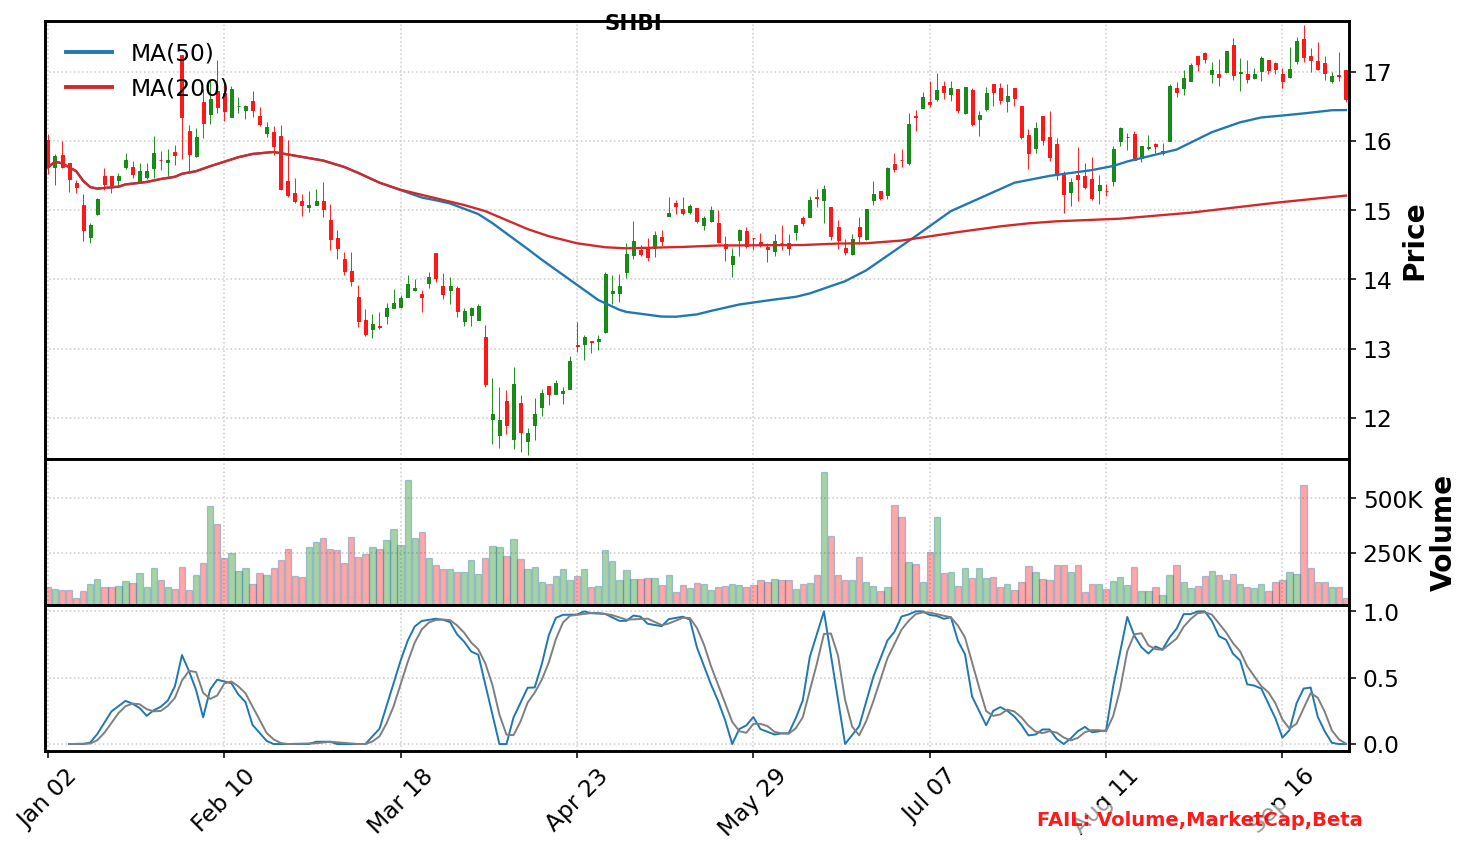 SHBI
MA(50)
MA(200)
17
16
15
14
13
12
Price
500K
250K
Volume
1.0
0.5
0.0
Jan 02
Feb 10
Mar 18
Apr 23
May 29
Jul 07
Aug 11
Sep 16
FAIL: Volume,MarketCap,Beta